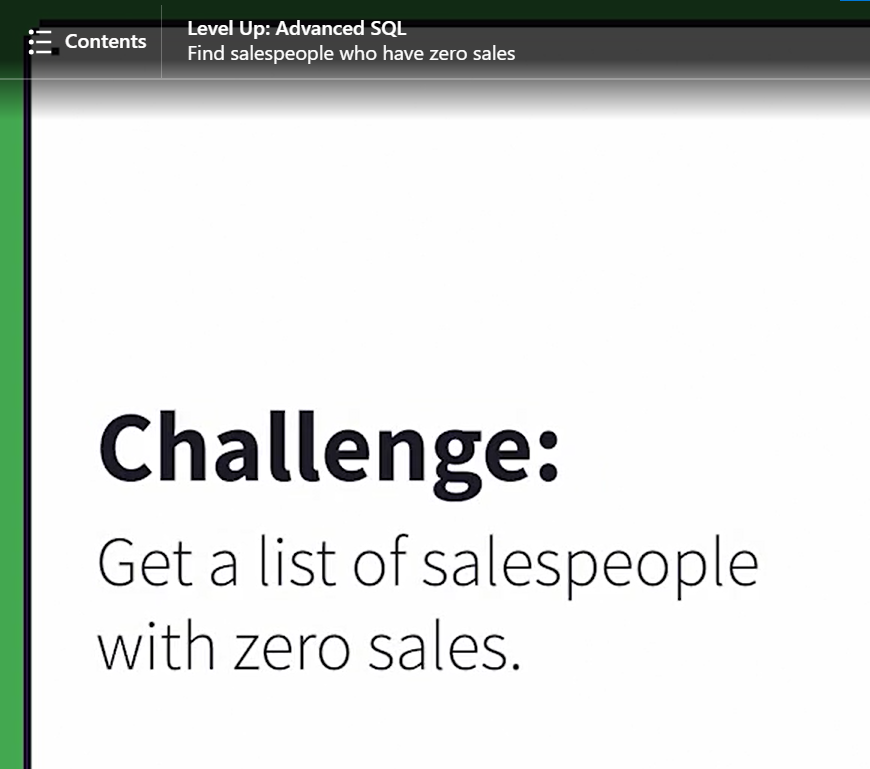 Contents
Level Up: Advanced SQL
Find salespeople who have zero sales
Challenge:
Get a list of salespeople
with zero sales.